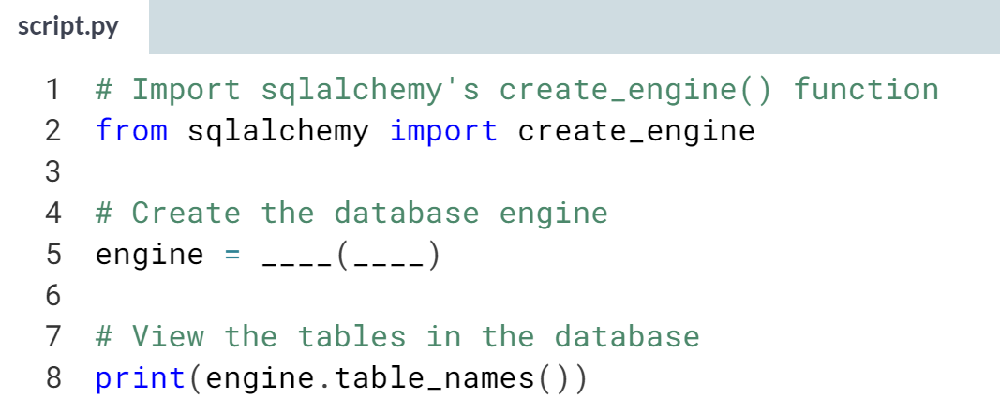 script.py
1 # Import sqlalchemy's create_engine() function
2 from sqlalchemy import create_engine
3
4 # Create the database engine
5 engine = ____(____)
6
7 # View the tables in the database
8 print(engine.table_names())